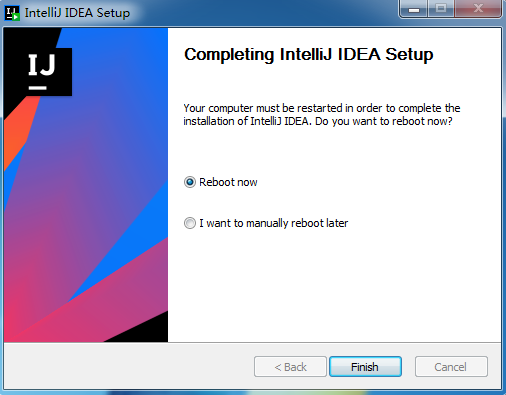 IntelliJ IDEA Setup
IJ
Completing IntelliJ IDEA Setup
Your computer must be restarted in order to complete the
installation of IntelliJ IDEA. Do you want to reboot now?
Reboot now
I want to manually reboot later
< Back
Finish
Cancel